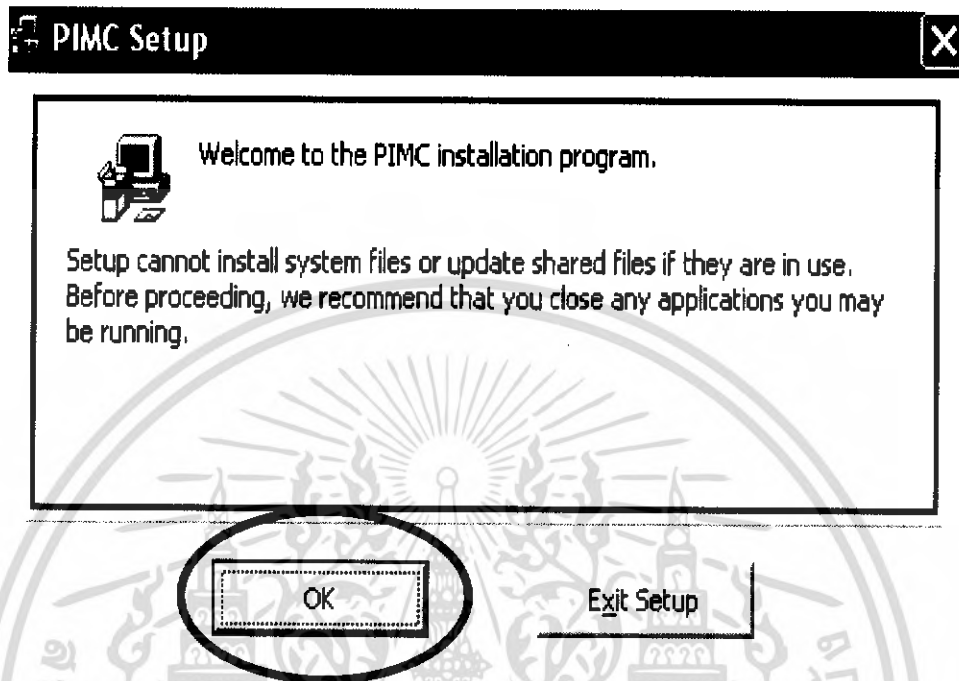 PIMC Setup
Welcome to the PIMC installation program.
Setup cannot install system files or update shared files if they are in use.
Before proceeding, we recommend that you close any applications you may
be running.
OK
Exit Setup